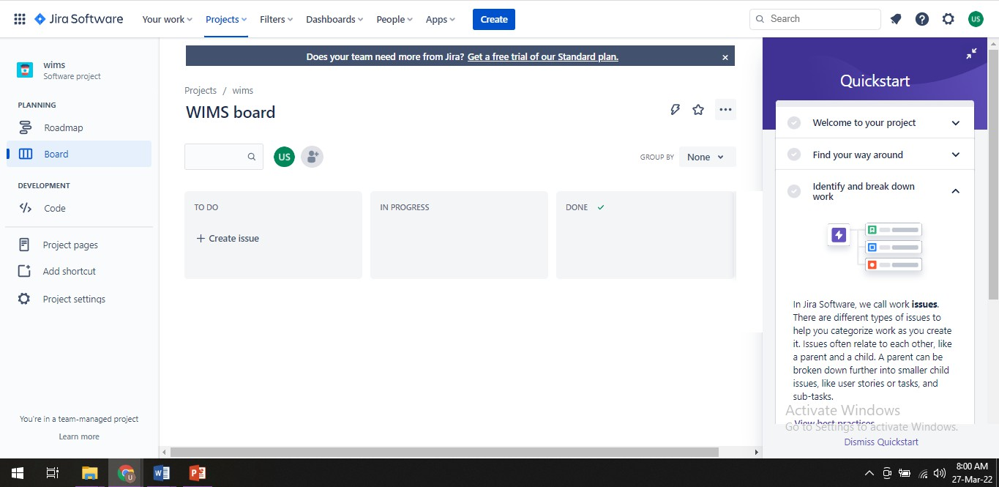 Jira Software Your work Projects Filters Dashboards People Apps Create Search US
wims
Software project
PLANNING
Roadmap
Board
DEVELOPMENT
Code
Project pages
Add shortcut
Project settings
You're in a team-managed project
Learn more
Does your team need more from Jira? Get a free trial of our Standard plan.
Projects / wims
WIMS board
US
GROUP BY None
TO DO
+ Create issue
IN PROGRESS
DONE
Quickstart
Welcome to your project
Find your way around
Identify and break down
work
In Jira Software, we call work issues.
There are different types of issues to
help you categorize work as you create
it. Issues often relate to each other, like
a parent and a child. A parent can be
broken down further into smaller child
issues, like user stories or tasks, and
sub-tasks.
View best practices
Activate Windows
Go to Settings to activate Windows.
Dismiss Quickstart
U
W
P
8:00 AM
27-Mar-22